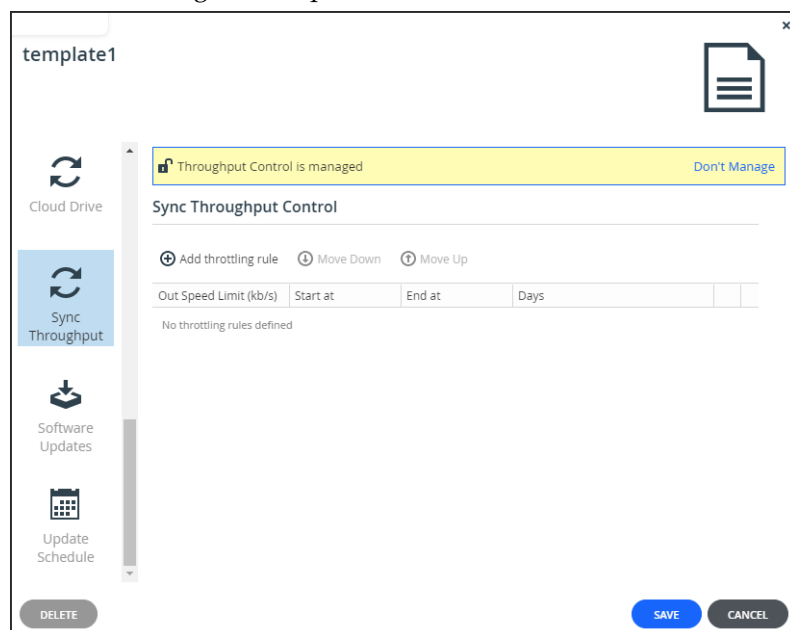 ×
template1
Throughput Control is managed Don't Manage
Cloud Drive
Sync Throughput Control
Add throttling rule Move Down Move Up
Out Speed Limit (kb/s) Start at End at Days
No throttling rules defined
Sync
Throughput
Software
Updates
Update
Schedule
DELETE SAVE CANCEL